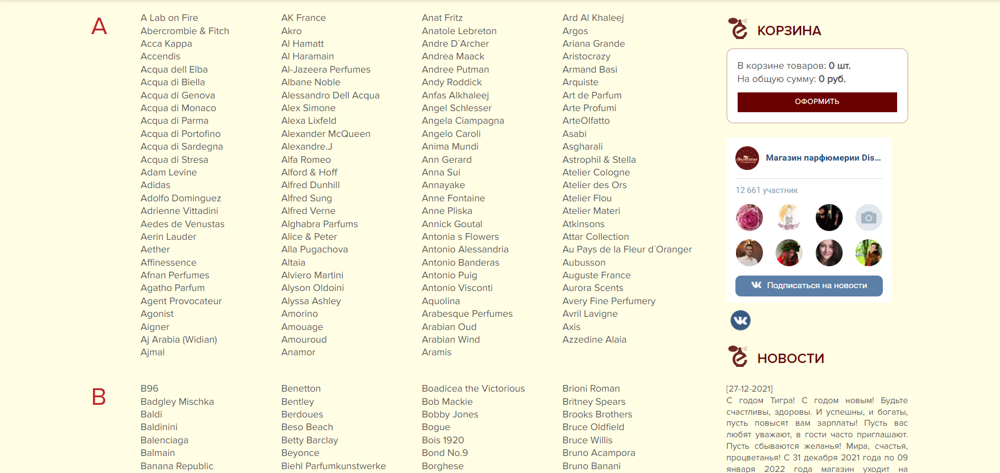 A
A Lab on Fire
Abercrombie & Fitch
Acca Kappa
Accendis
Acqua dell Elba
Acqua di Biella
Acqua di Genova
Acqua di Monaco
Acqua di Parma
Acqua di Portofino
Acqua di Sardegna
Acqua di Stresa
Adam Levine
Adidas
Adolfo Dominguez
Adrienne Vittadini
Aedes de Venustas
Aerin Lauder
Aether
Affinessence
Afnan Perfumes
Agatho Parfum
Agent Provocateur
Agonist
Aigner
Aj Arabia (Widian)
Ajmal
AK France
Akro
Al Hamatt
Al Haramain
Al-Jazeera Perfumes
Albane Noble
Alessandro Dell Acqua
Alex Simone
Alexa Lixfeld
Alexander McQueen
Alexandre.J
Alfa Romeo
Alford & Hoff
Alfred Dunhill
Alfred Sung
Alfred Verne
Alghabra Parfums
Alice & Peter
Alla Pugachova
Altaia
Alviero Martini
Alyson Oldoini
Alyssa Ashley
Amorino
Amouage
Amouroud
Anamor
Anat Fritz
Anatole Lebreton
Andre D`Archer
Andrea Maack
Andree Putman
Andy Roddick
Anfas Alkhaleej
Angel Schlesser
Angela Ciampagna
Angelo Caroli
Anima Mundi
Ann Gerard
Anna Sui
Annayake
Anne Fontaine
Anne Pliska
Annick Goutal
Antonia s Flowers
Antonio Alessandria
Antonio Banderas
Antonio Puig
Antonio Visconti
Aquolina
Arabesque Perfumes
Arabian Oud
Arabian Wind
Aramis
Ard Al Khaleej
Argos
Ariana Grande
Aristocrazy
Armand Basi
Arquiste
Art de Parfum
Arte Profumi
ArteOlfatto
Asabi
Asgharali
Astrophil & Stella
Atelier Cologne
Atelier des Ors
Atelier Flou
Atelier Materi
Atkinsons
Attar Collection
Au Pays de la Fleur d`Oranger
Aubusson
Auguste France
Aurora Scents
Avery Fine Perfumery
Avril Lavigne
Axis
Azzedine Alaia
B
B96
Badgley Mischka
Baldi
Baldinini
Balenciaga
Balmain
Banana Republic
Benetton
Bentley
Berdoues
Beso Beach
Betty Barclay
Beyonce
Biehl Parfumkunstwerke
Boadicea the Victorious
Bob Mackie
Bobby Jones
Bogue
Bois 1920
Bond No.9
Borghese
Brioni Roman
Britney Spears
Brooks Brothers
Bruce Oldfield
Bruce Willis
Bruno Acampora
Bruno Banani
КОРЗИНА
В корзине товаров: 0 шт.
На общую сумму: 0 руб.
ОФОРМИТЬ
Магазин парфюмерии Dis...
12 661 участник
Подписаться на новости
НОВОСТИ
[27-12-2021]
С годом Тигра! С годом новым! Будьте
счастливы, здоровы. И успешны, и богаты,
пусть повысят вам зарплаты! Пусть вас
любят уважают, в гости часто приглашают.
Пусть сбываются желанья! Мира, счастья,
процветанья! С 31 декабря 2021 года по 09
января 2022 года магазин уходит на